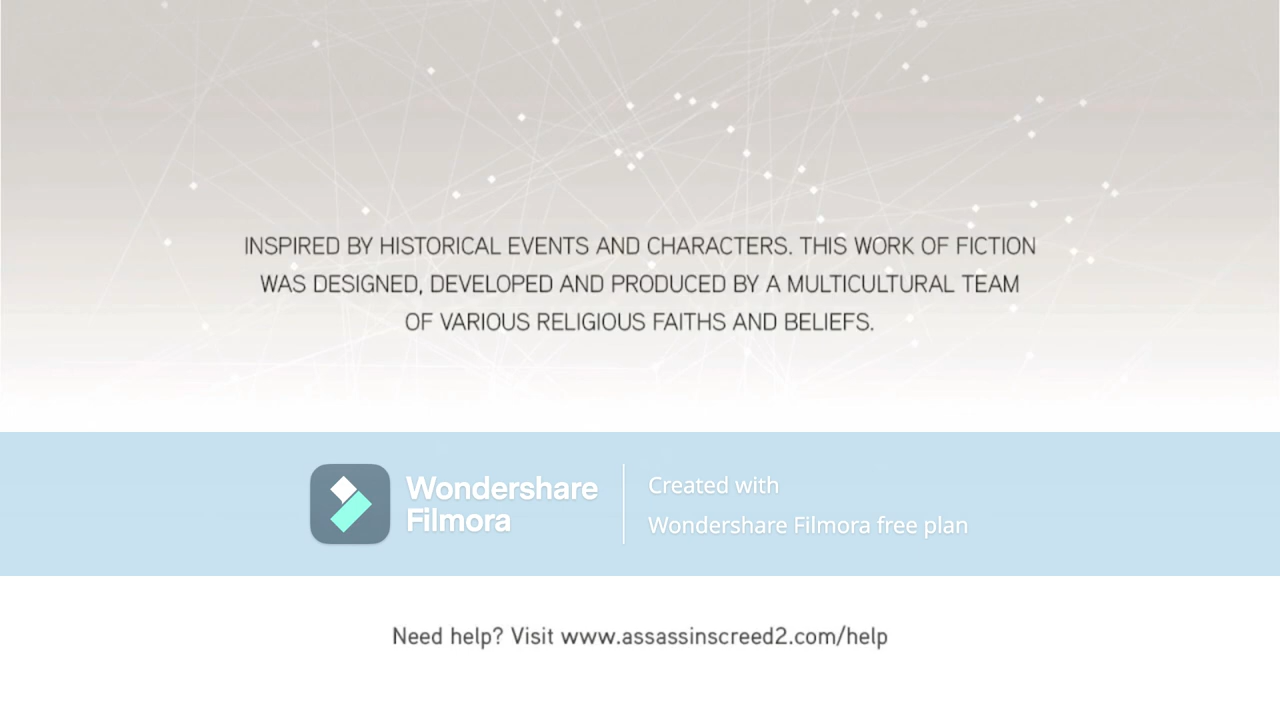 INSPIRED BY HISTORICAL EVENTS AND CHARACTERS. THIS WORK OF FICTION
WAS DESIGNED, DEVELOPED AND PRODUCED BY A MULTICULTURAL TEAM
OF VARIOUS RELIGIOUS FAITHS AND BELIEFS.
Wondershare
Filmora
Created with
Wondershare Filmora free plan
Need help? Visit www.assassinscreed2.com/help